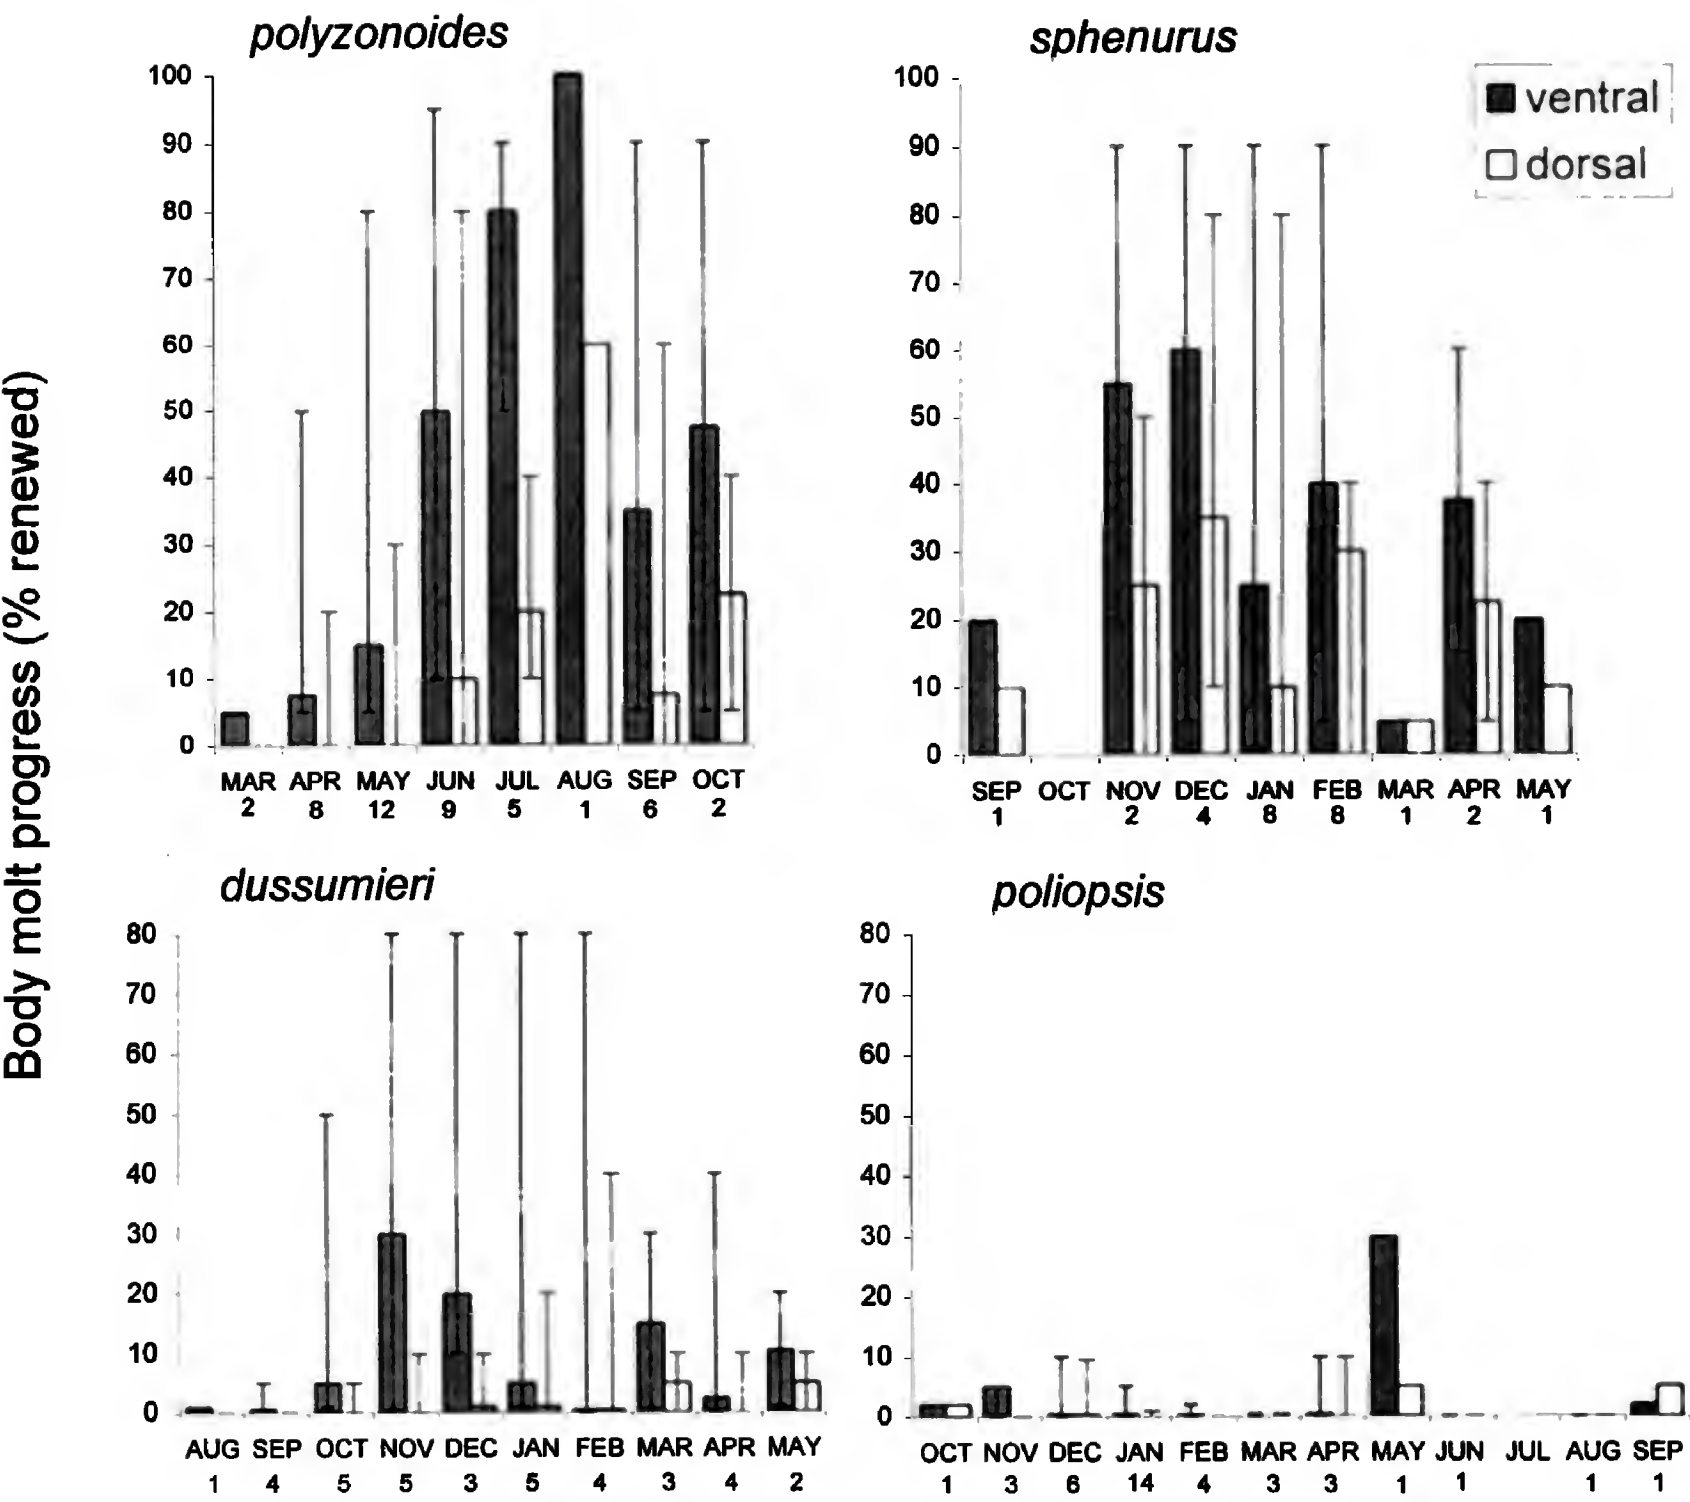 Body molt progress (% renewed)
polyzonoides
100
90
80
70
60
50
40
30
20
10
0
MAR APR MAY JUN JUL AUG SEP OCT
2 8 12 9 5 1 6 2
sphenurus
ventral
dorsal
100
90
80
70
60
50
40
30
20
10
0
SEP OCT NOV DEC JAN FEB MAR APR MAY
1 2 4 8 8 1 2 1
dussumieri
80
70
60
50
40
30
20
10
0
AUG SEP OCT NOV DEC JAN FEB MAR APR MAY
1 4 5 5 3 5 4 3 4 2
poliopsis
80
70
60
50
40
30
20
10
0
OCT NOV DEC JAN FEB MAR APR MAY JUN JUL AUG SEP
1 3 6 14 4 3 3 1 1 1 1